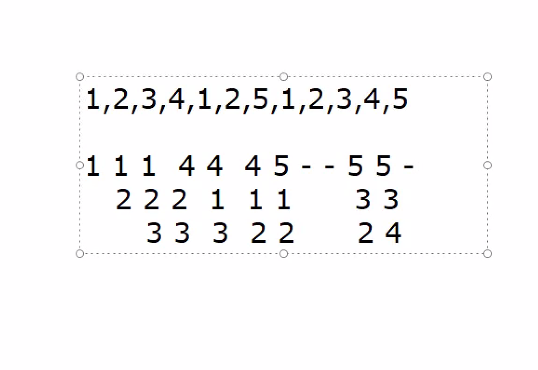 1,2,3,4,1,2,5,1,2,3,4,5
1 1 1 4 4 4 5 - - 5 5 -
2 2 2 1 1 1 3 3
3 3 3 2 2 2 4